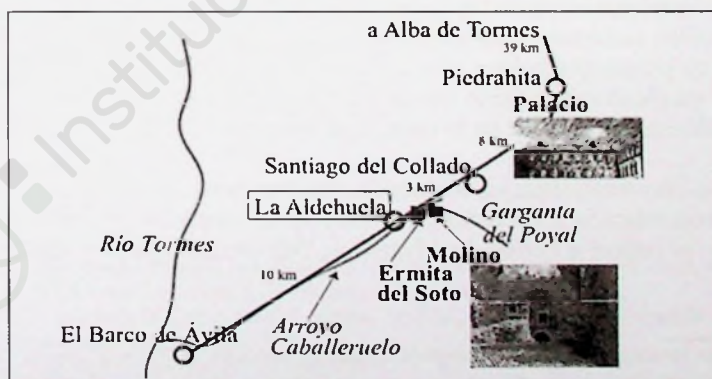 a Alba de Tormes
39 km
Piedrahita
Palacio
8 km
Santiago del Collado
3 km
La Aldehuela
Garganta
del Poyal
Río Tormes
Molino
Ermita
del Soto
10 km
El Barco de Ávila
Arroyo
Caballeruelo
Institu